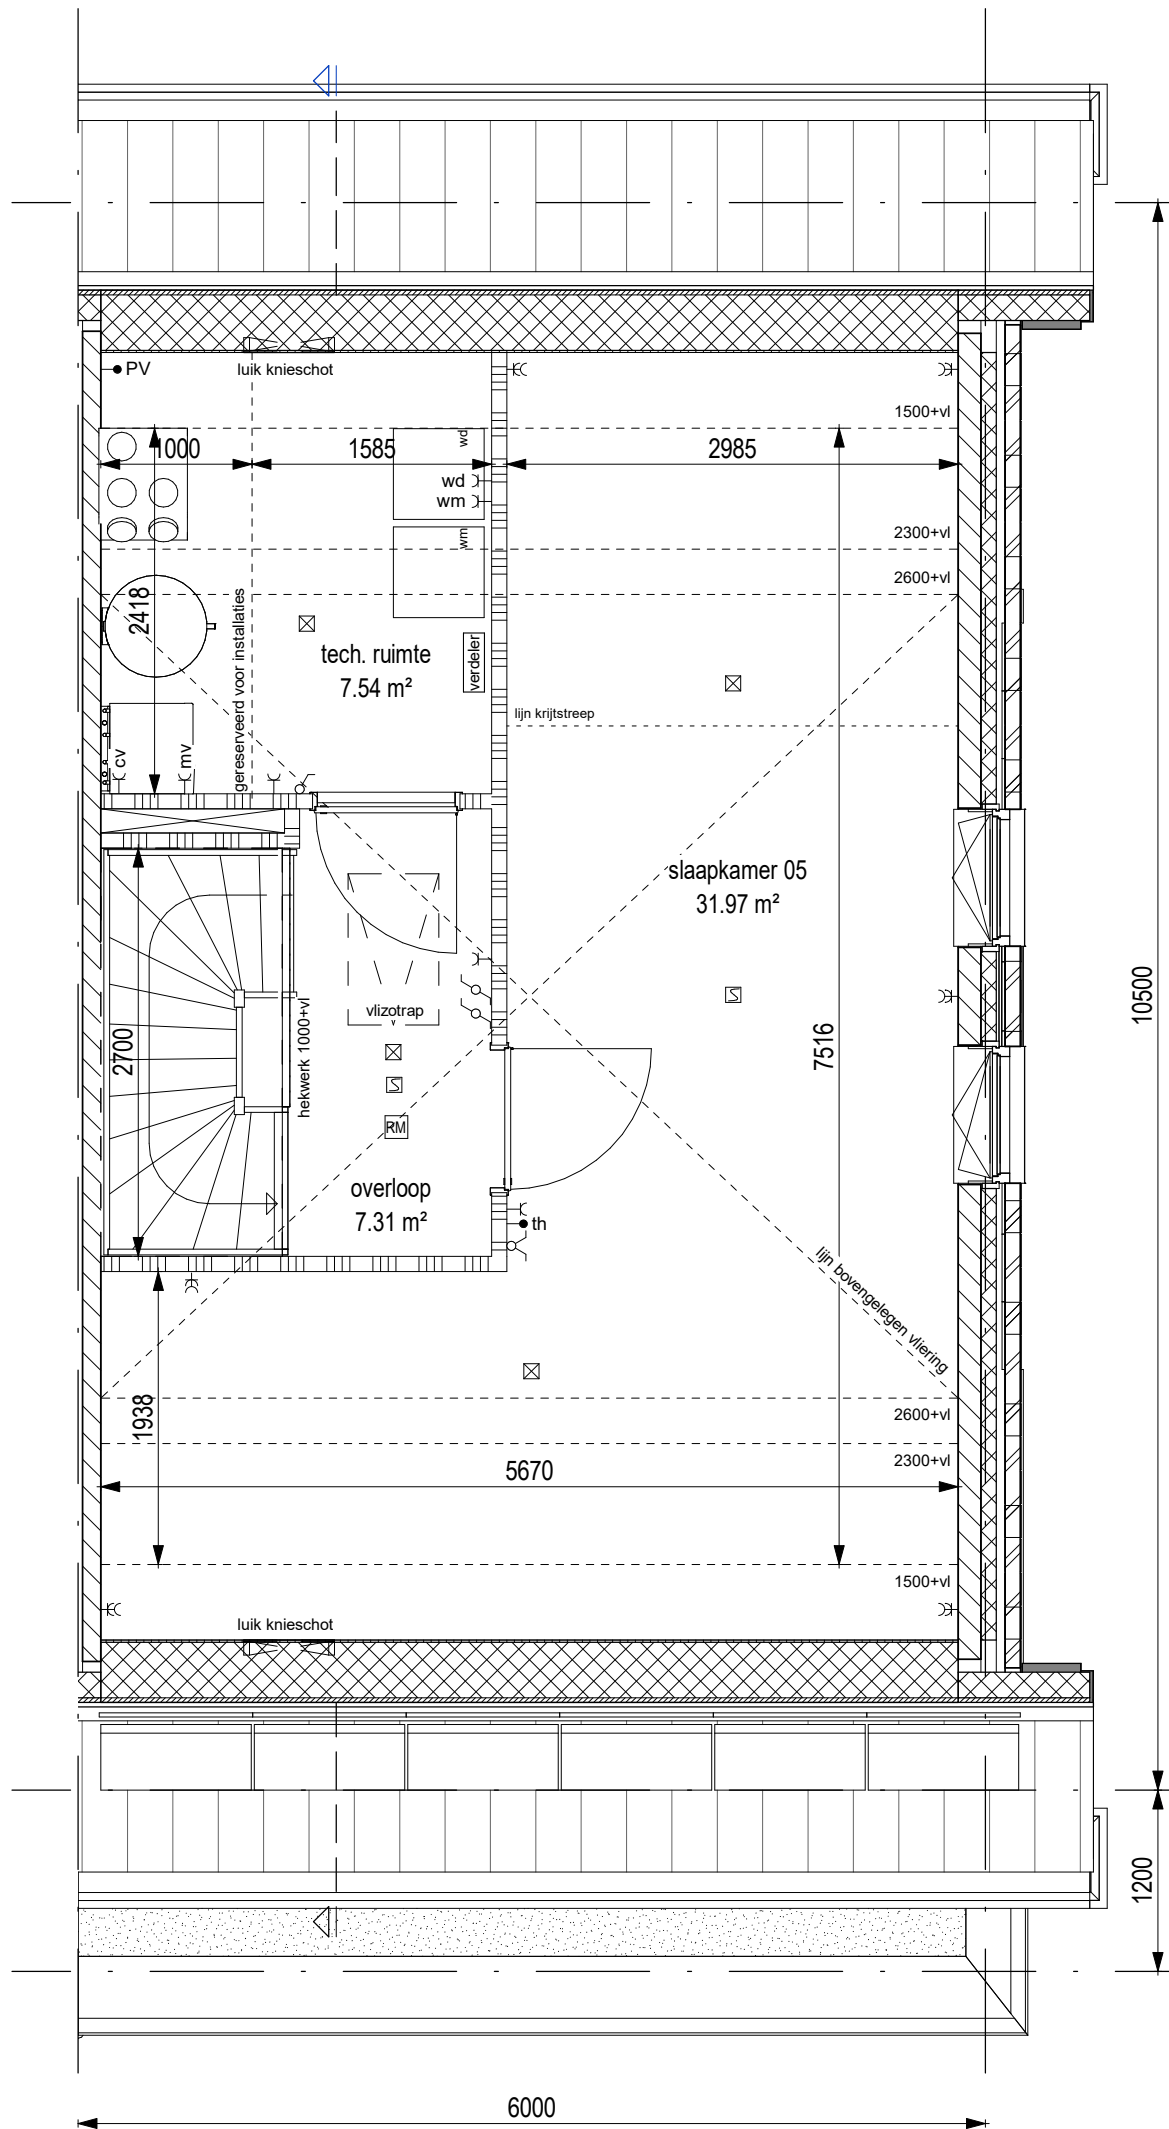 PV
luik knieschot
1500+vl
1000
1585
2985
wd
wd
wm
2300+vl
wm
2600+vl
2418
gereserveerd voor installaties
tech. ruimte
7.54 m²
verdeler
lijn krijtstreep
cv
mv
slaapkamer 05
31.97 m²
10500
vlizotrap
hekwerk 1000+vl
2700
7516
RM
overloop
7.31 m²
th
lijn bovengelegen vliering
1938
2600+vl
2300+vl
5670
1500+vl
luik knieschot
1200
6000